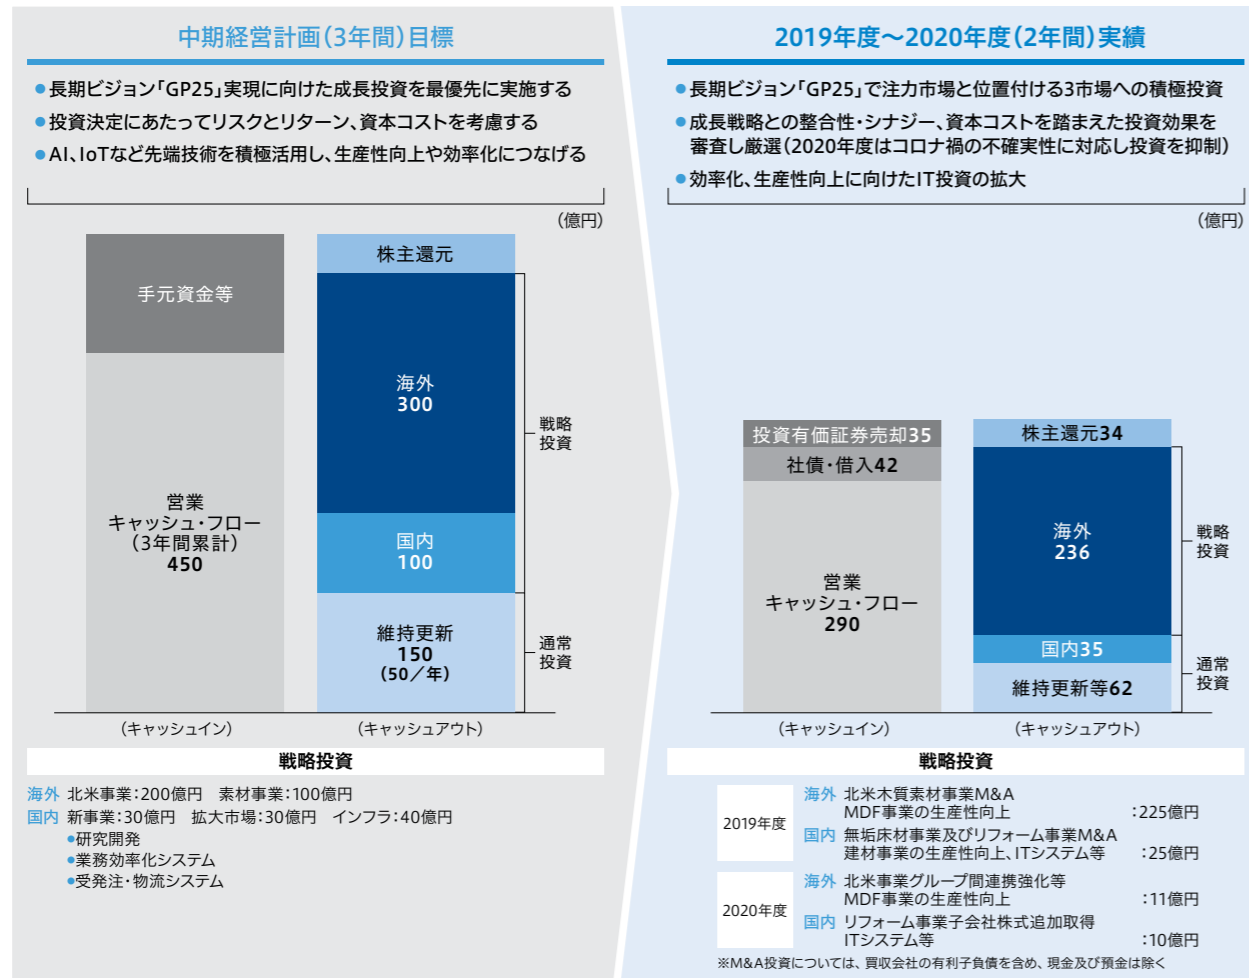 中期経営計画(3年間)目標
●長期ビジョン「GP25」実現に向けた成長投資を最優先に実施する
●投資決定にあたってリスクとリターン、資本コストを考慮する
●AI、IoTなど先端技術を積極活用し、生産性向上や効率化につなげる
(億円)
手元資金等
営業
キャッシュ・フロー
(3年間累計)
450
(キャッシュイン)
株主還元
海外
300
国内
100
維持更新
150
(50/年)
(キャッシュアウト)
戦略
投資
通常
投資
戦略投資
海外 北米事業:200億円 素材事業:100億円
国内 新事業:30億円 拡大市場:30億円 インフラ:40億円
●研究開発
●業務効率化システム
●受発注・物流システム
2019年度〜2020年度(2年間)実績
●長期ビジョン「GP25」で注力市場と位置付ける3市場への積極投資
●成長戦略との整合性・シナジー、資本コストを踏まえた投資効果を
審査し厳選(2020年度はコロナ禍の不確実性に対応し投資を抑制)
●効率化、生産性向上に向けたIT投資の拡大
(億円)
投資有価証券売却35
社債・借入42
営業
キャッシュ・フロー
290
(キャッシュイン)
株主還元34
海外
236
国内35
維持更新等62
(キャッシュアウト)
戦略
投資
通常
投資
戦略投資
2019年度
海外 北米木質素材事業M&A
MDF事業の生産性向上 :225億円
国内 無垢床材事業及びリフォーム事業M&A
建材事業の生産性向上、ITシステム等 :25億円
2020年度
海外 北米事業グループ間連携強化等
MDF事業の生産性向上 :11億円
国内 リフォーム事業子会社株式追加取得
ITシステム等 :10億円
※M&A投資については、買収会社の有利子負債を含め、現金及び預金は除く